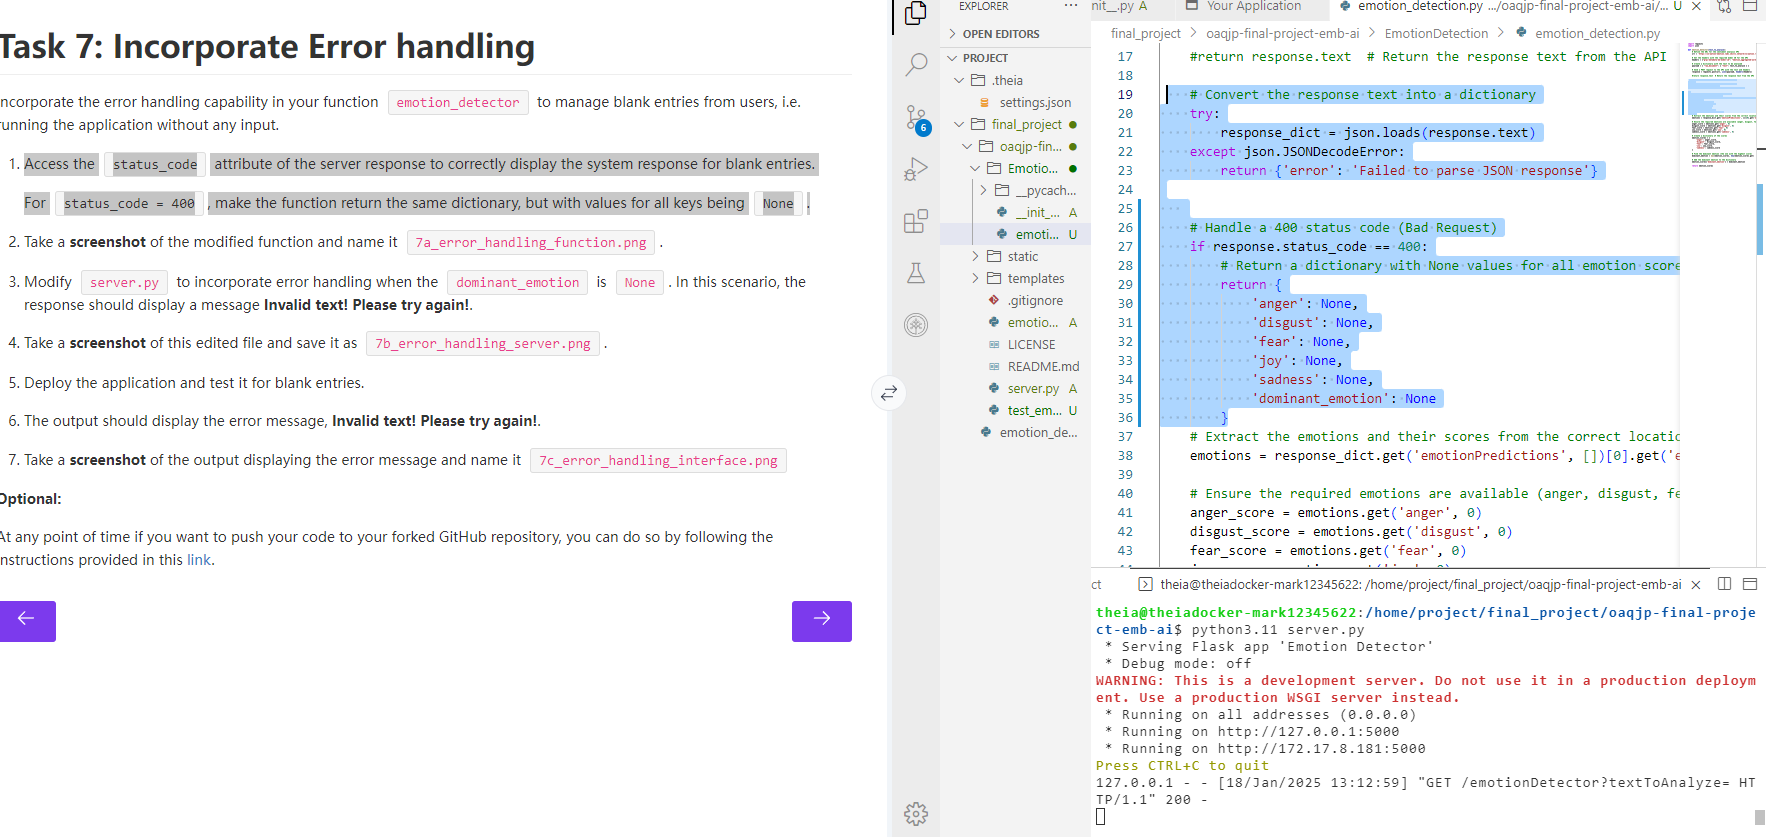 Task 7: Incorporate Error handling
ncorporate the error handling capability in your function emotion_detector to manage blank entries from users, i.e.
running the application without any input.
1. Access the status_code attribute of the server response to correctly display the system response for blank entries.
For status_code = 400 , make the function return the same dictionary, but with values for all keys being None .
2. Take a screenshot of the modified function and name it 7a_error_handling_function.png .
3. Modify server.py to incorporate error handling when the dominant_emotion is None . In this scenario, the
response should display a message Invalid text! Please try again!.
4. Take a screenshot of this edited file and save it as 7b_error_handling_server.png .
5. Deploy the application and test it for blank entries.
6. The output should display the error message, Invalid text! Please try again!.
7. Take a screenshot of the output displaying the error message and name it 7c_error_handling_interface.png
Optional:
At any point of time if you want to push your code to your forked GitHub repository, you can do so by following the
nstructions provided in this link.
6
EXPLORER ...
OPEN EDITORS
PROJECT
.theia
settings.json
final_project
oaqjp-fin...
Emotio...
__pycach...
__init_... A
emoti... U
static
templates
.gitignore
emotio... A
LICENSE
README.md
server.py A
test_em... U
emotion_de...
nit__.py A
Your Application
emotion_detection.py .../oaqjp-final-project-emb-ai/... U
final_project > oaqjp-final-project-emb-ai > EmotionDetection > emotion_detection.py
17 #return response.text  # Return the response text from the API
18
19 # Convert the response text into a dictionary
20 try:
21 response_dict = json.loads(response.text)
22 except json.JSONDecodeError:
23 return {'error': 'Failed to parse JSON response'}
24
25
26 # Handle a 400 status code (Bad Request)
27 if response.status_code == 400:
28 # Return a dictionary with None values for all emotion score
29 return {
30 'anger': None,
31 'disgust': None,
32 'fear': None,
33 'joy': None,
34 'sadness': None,
35 'dominant_emotion': None
36 }
37 # Extract the emotions and their scores from the correct locatic
38 emotions = response_dict.get('emotionPredictions', [])[0].get('e
39
40 # Ensure the required emotions are available (anger, disgust, fe
41 anger_score = emotions.get('anger', 0)
42 disgust_score = emotions.get('disgust', 0)
43 fear_score = emotions.get('fear', 0)
ct
theia@theiadocker-mark12345622: /home/project/final_project/oaqjp-final-project-emb-ai
theia@theiadocker-mark12345622:/home/project/final_project/oaqjp-final-proje
ct-emb-ai$ python3.11 server.py
* Serving Flask app 'Emotion Detector'
* Debug mode: off
WARNING: This is a development server. Do not use it in a production deploym
ent. Use a production WSGI server instead.
* Running on all addresses (0.0.0.0)
* Running on http://127.0.0.1:5000
* Running on http://172.17.8.181:5000
Press CTRL+C to quit
127.0.0.1 - - [18/Jan/2025 13:12:59] "GET /emotionDetector?textToAnalyze= HT
TP/1.1" 200 -